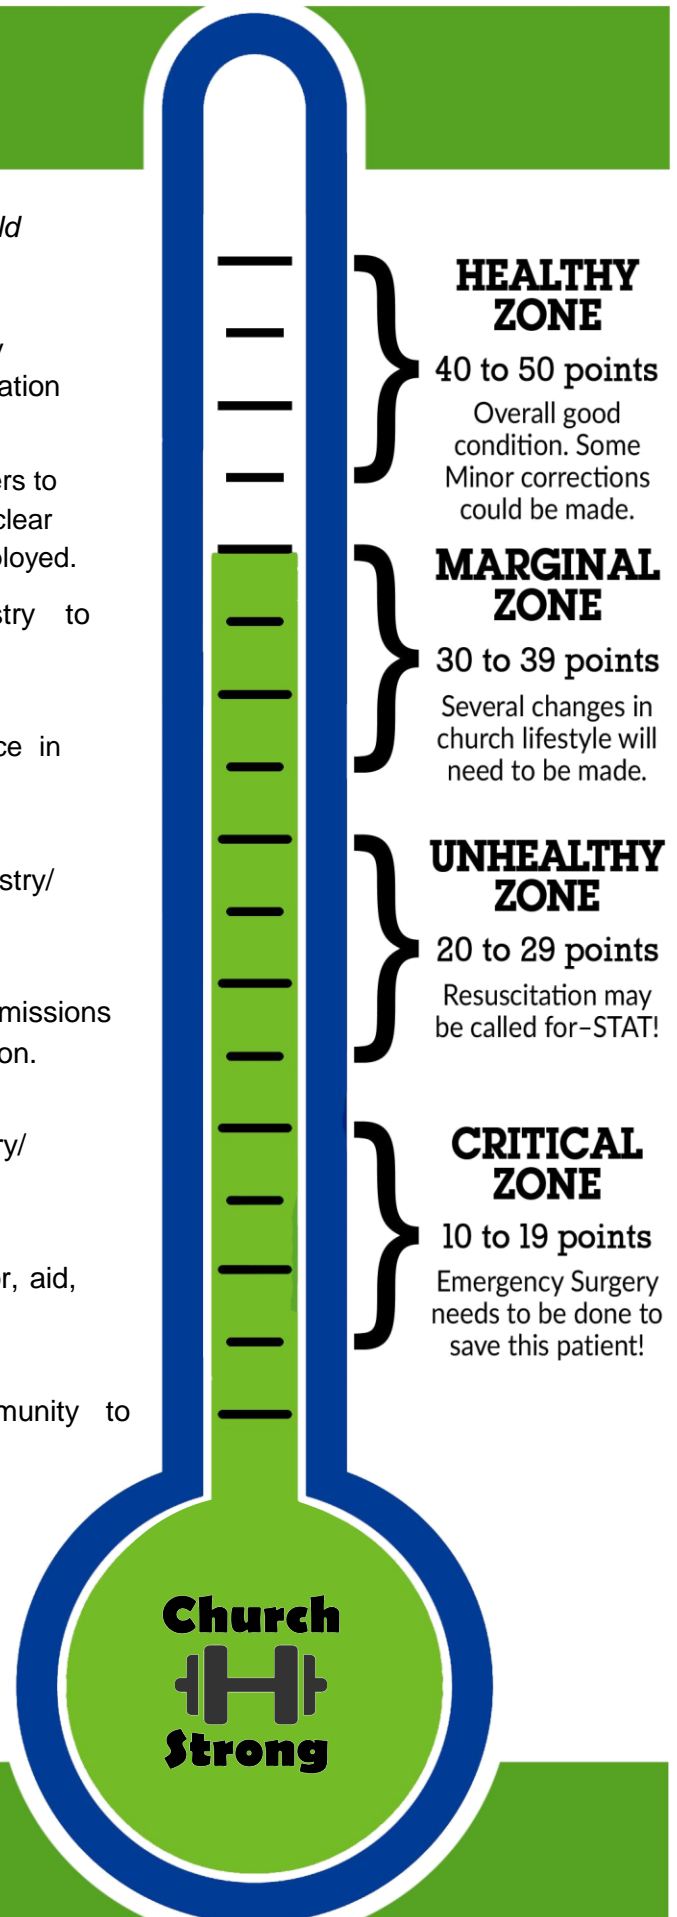 HEALTHY
ZONE
40 to 50 points
Overall good
condition. Some
Minor corrections
could be made.
MARGINAL
ZONE
30 to 39 points
Several changes in
church lifestyle will
need to be made.
UNHEALTHY
ZONE
20 to 29 points
Resuscitation may
be called for–STAT!
CRITICAL
ZONE
10 to 19 points
Emergency Surgery
needs to be done to
save this patient!
ld
y
ation
ers to
clear
ployed.
stry to
ce in
stry/
missions
on.
ry/
r, aid,
munity to
Church
Strong